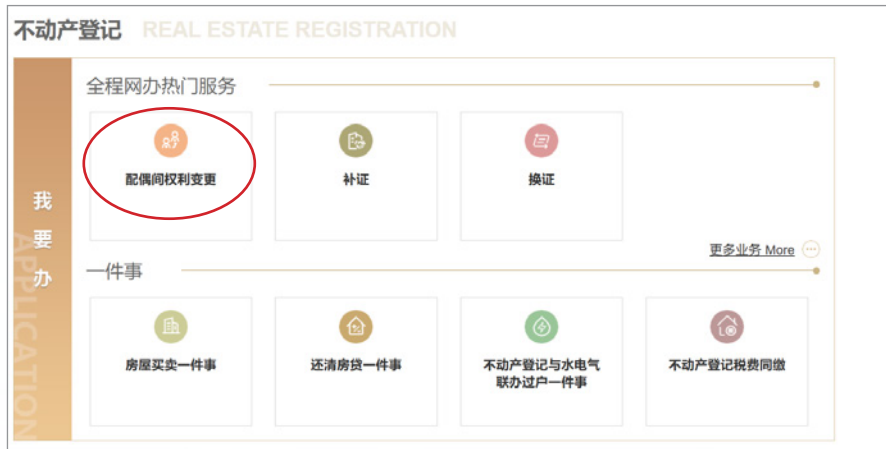 不动产登记 REAL ESTATE REGISTRATION
全程网办热门服务
配偶间权利变更
补证
换证
我要办
APPLICATION
更多业务 More
一件事
房屋买卖一件事
还清房贷一件事
不动产登记与水电气
联办过户一件事
不动产登记税费同缴